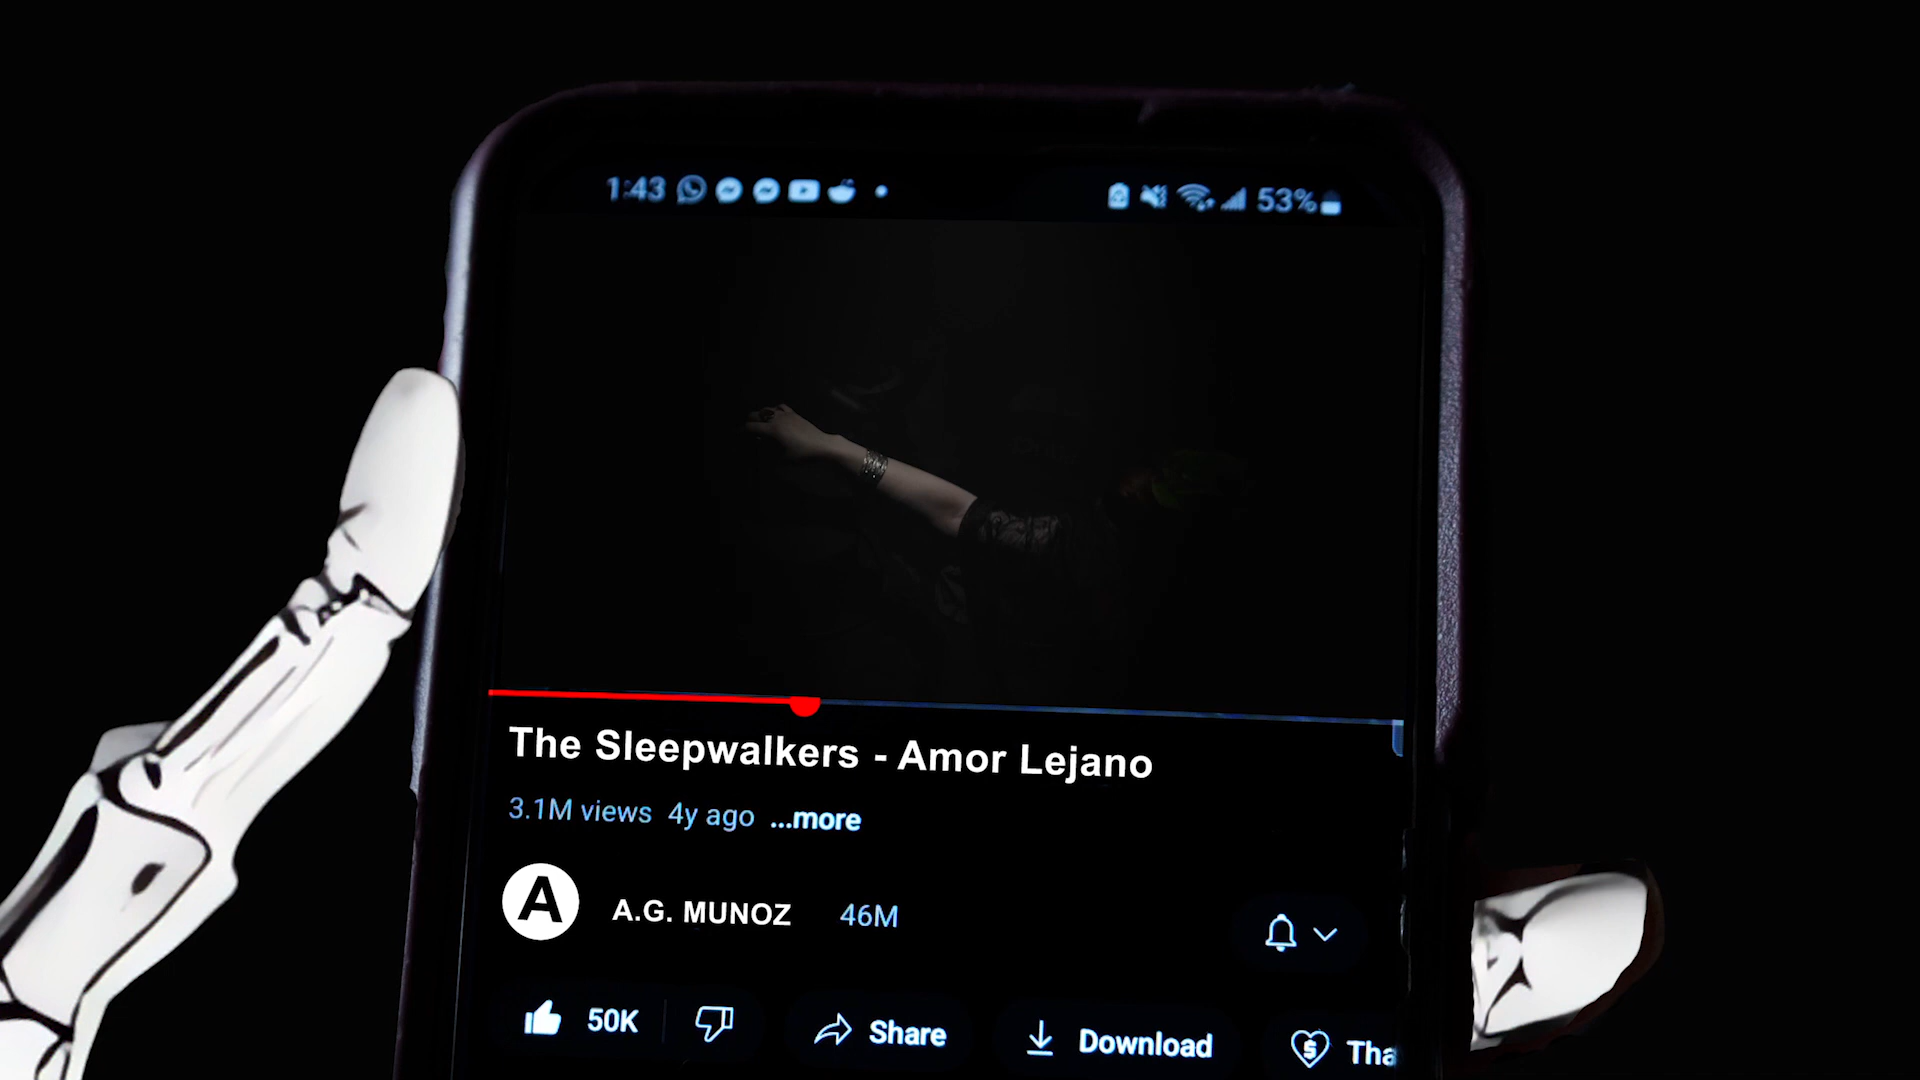 1:43 53%
The Sleepwalkers - Amor Lejano
3.1M views 4y ago ...more
A A.G. MUNOZ 46M
50K Share Download Tha